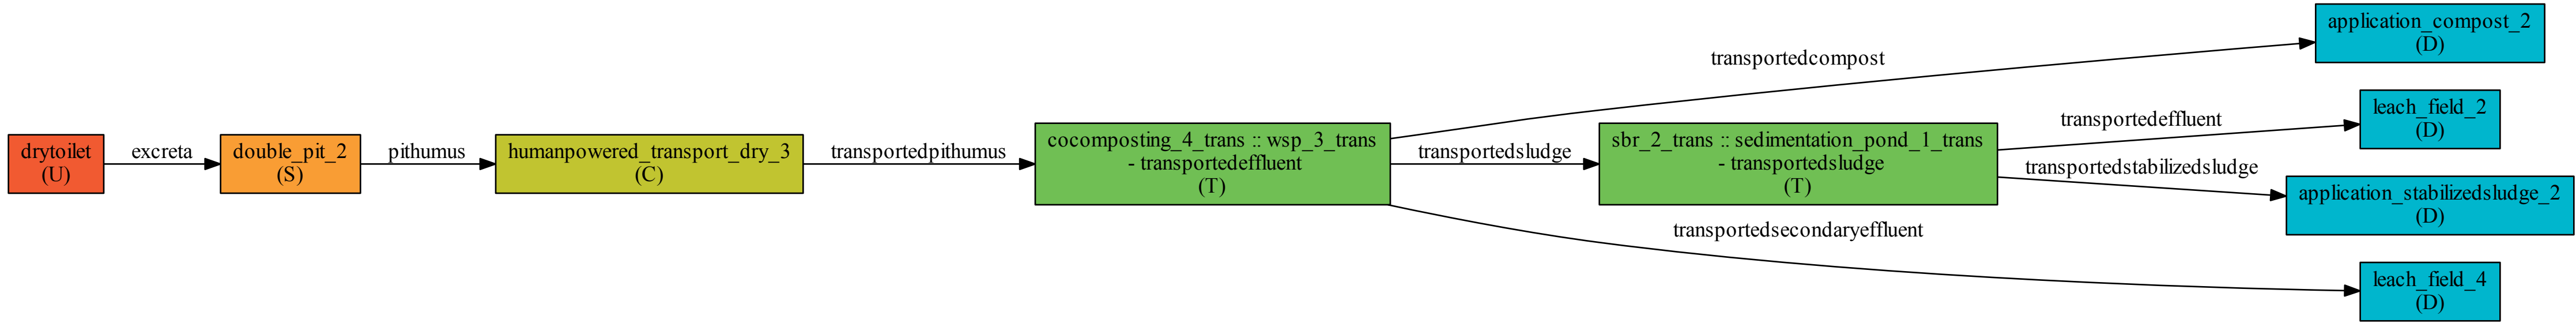 drytoilet
(U)
excreta
double_pit_2
(S)
pithumus
humanpowered_transport_dry_3
(C)
transportedpithumus
cocomposting_4_trans :: wsp_3_trans
- transportedeffluent
(T)
transportedcompost
transportedsludge
transportedsecondaryeffluent
sbr_2_trans :: sedimentation_pond_1_trans
- transportedsludge
(T)
transportedeffluent
transportedstabilizedsludge
application_compost_2
(D)
leach_field_2
(D)
application_stabilizedsludge_2
(D)
leach_field_4
(D)